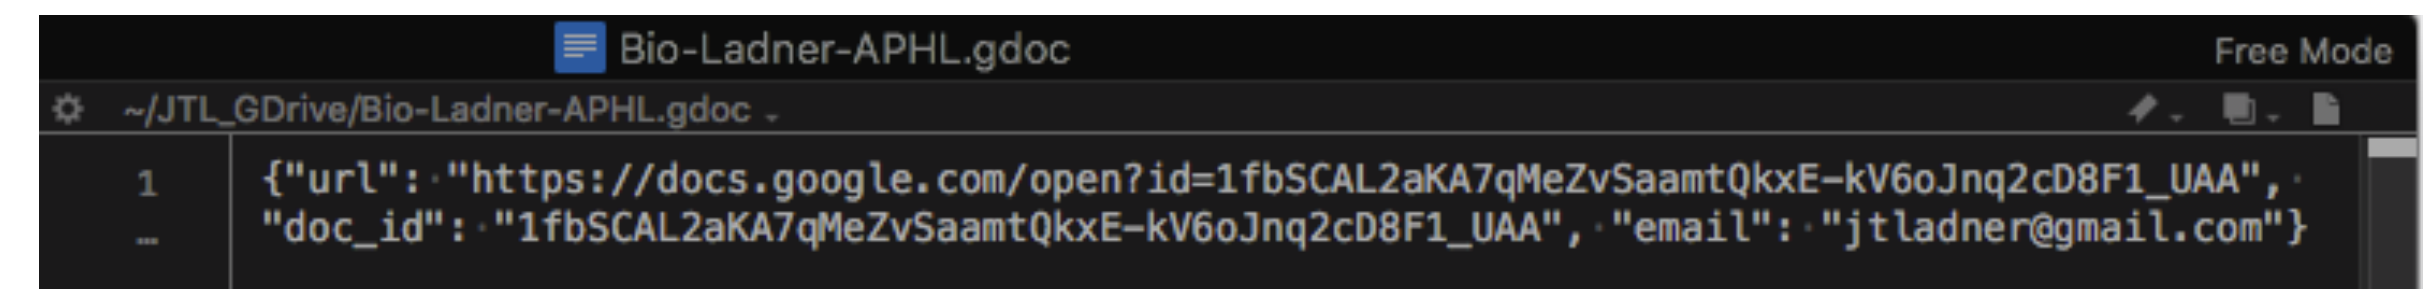 Bio-Ladner-APHL.gdoc
Free Mode
~/JTL_GDrive/Bio-Ladner-APHL.gdoc
1 {"url": "https://docs.google.com/open?id=1fbSCAL2aKA7qMeZvSaamtQkxE-kV6oJnq2cD8F1_UAA",
… "doc_id": "1fbSCAL2aKA7qMeZvSaamtQkxE-kV6oJnq2cD8F1_UAA", "email": "jtladner@gmail.com"}